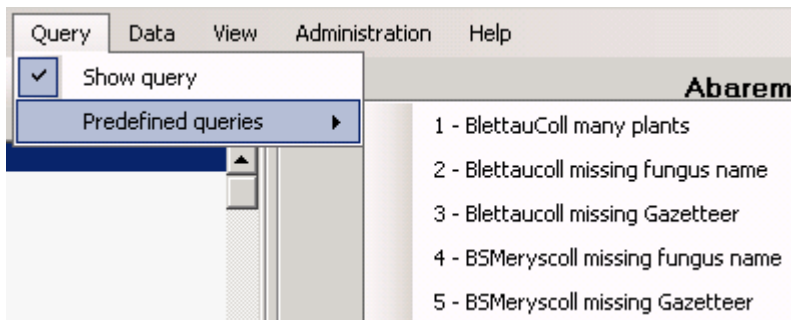 Query Data View Administration Help
Show query
Abarem
Predefined queries
1 - BlettauColl many plants
2 - Blettaucoll missing fungus name
3 - Blettaucoll missing Gazetteer
4 - BSMeryscoll missing fungus name
5 - BSMeryscoll missing Gazetteer